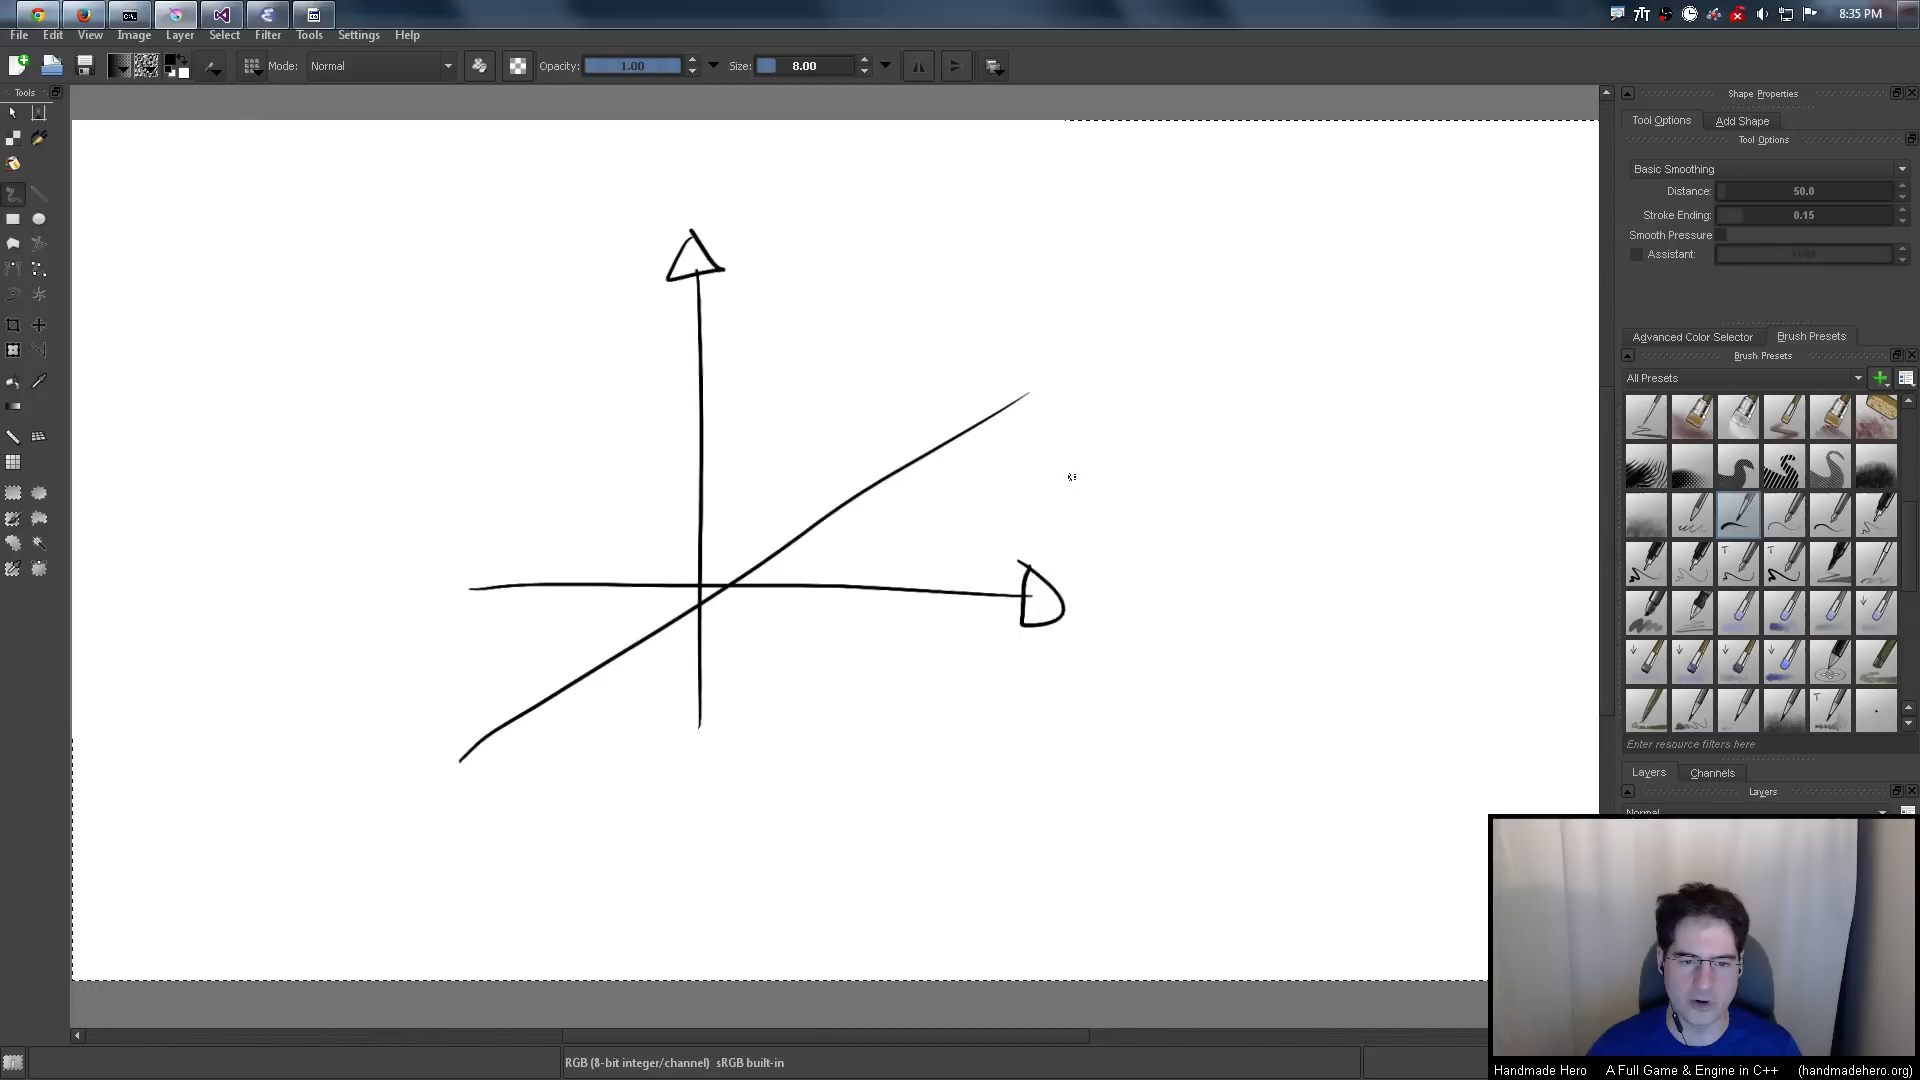 8:35 PM
File Edit View Image Layer Select Filter Tools Settings Help
Mode: Normal Opacity: 1.00 Size: 8.00
Tools
Shape Properties
Tool Options Add Shape
Tool Options
Basic Smoothing
Distance: 50.0
Stroke Ending: 0.15
Smooth Pressure
Assistant:
Advanced Color Selector Brush Presets
Brush Presets
All Presets
Enter resource filters here
Layers Channels
Layers
Normal
RGB (8-bit integer/channel) sRGB built-in
Handmade Hero A Full Game & Engine in C++ (handmadehero.org)